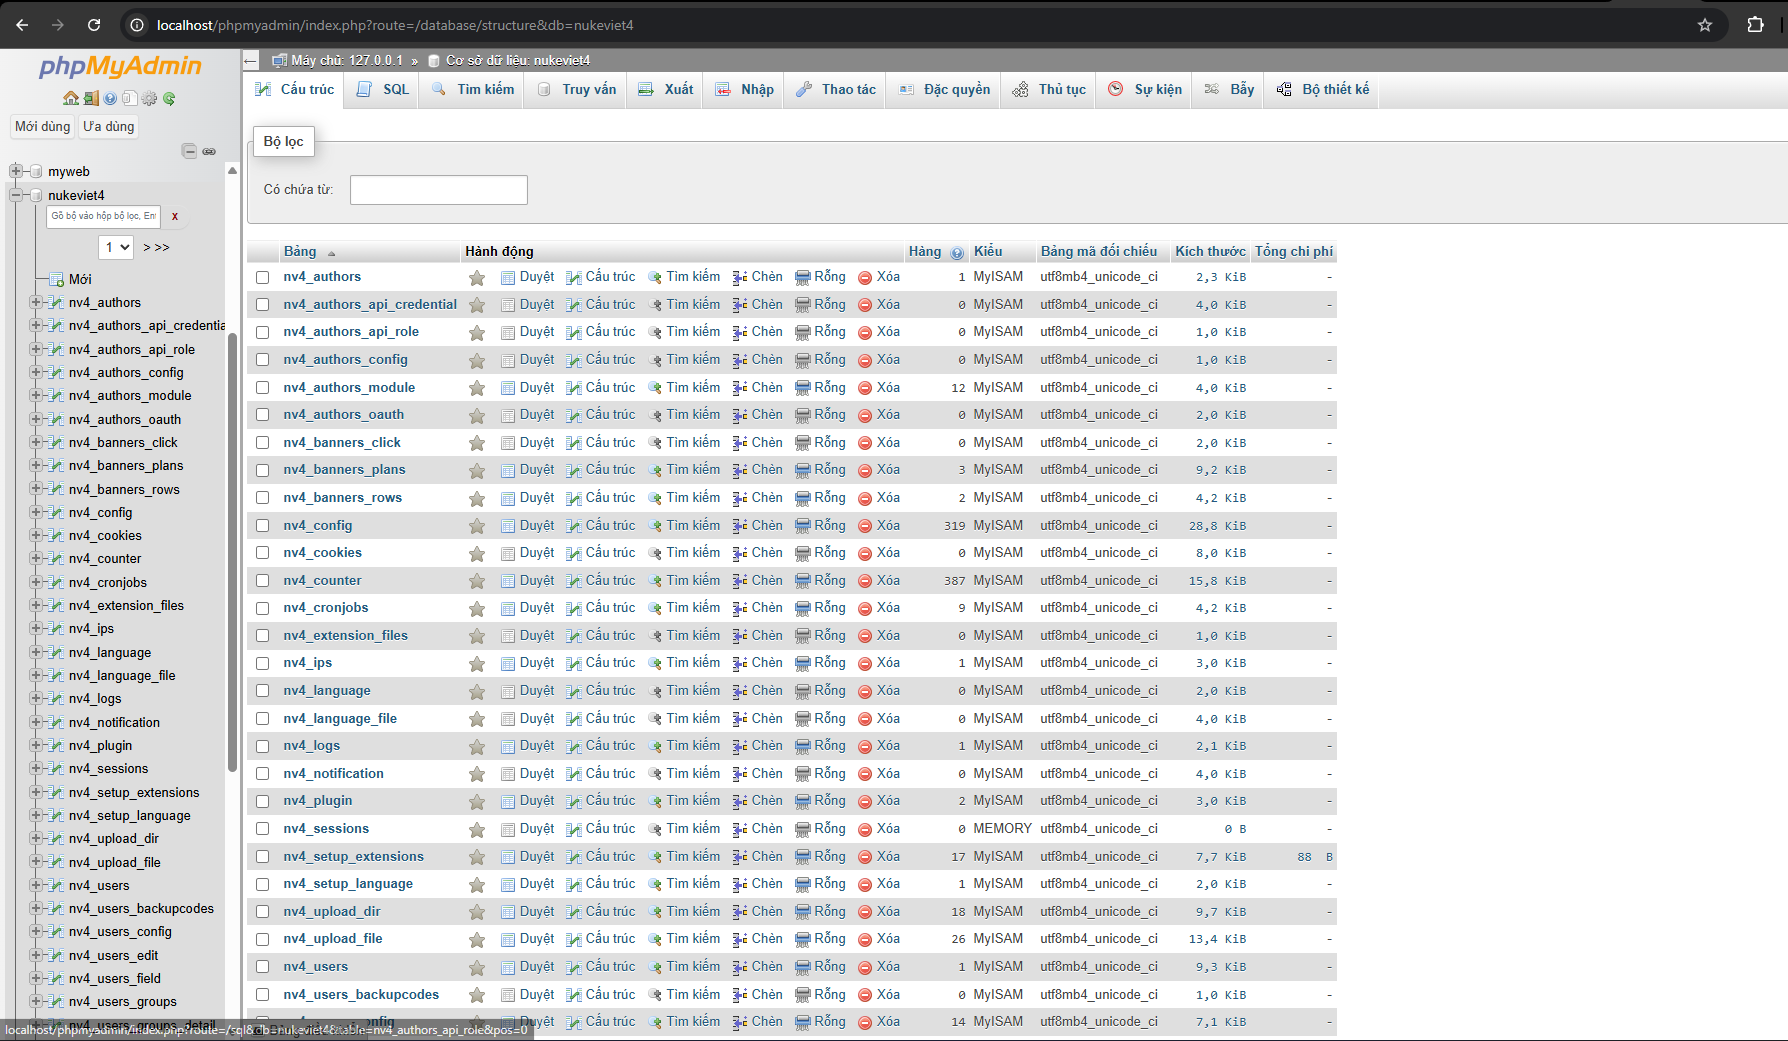 localhost/phpmyadmin/index.php?route=/database/structure&db=nukeviet4
phpMyAdmin
Mới dùng Ưa dùng
myweb
nukeviet4
Gõ bộ vào hộp bộ lọc, Ent X
1 > >>
Mới
nv4_authors
nv4_authors_api_credentia
nv4_authors_api_role
nv4_authors_config
nv4_authors_module
nv4_authors_oauth
nv4_banners_click
nv4_banners_plans
nv4_banners_rows
nv4_config
nv4_cookies
nv4_counter
nv4_cronjobs
nv4_extension_files
nv4_ips
nv4_language
nv4_language_file
nv4_logs
nv4_notification
nv4_plugin
nv4_sessions
nv4_setup_extensions
nv4_setup_language
nv4_upload_dir
nv4_upload_file
nv4_users
nv4_users_backupcodes
nv4_users_config
nv4_users_edit
nv4_users_field
nv4_users_groups
nv4_users_groups_detail
localhost/phpmyadmin/index.php?route=/sql&db=nukeviet4&table=nv4_authors_api_role&pos=0
Máy chủ: 127.0.0.1 » Cơ sở dữ liệu: nukeviet4
Cấu trúc SQL Tìm kiếm Truy vấn Xuất Nhập Thao tác Đặc quyền Thủ tục Sự kiện Bẫy Bộ thiết kế
Bộ lọc
Có chứa từ:
Bảng Hành động Hàng Kiểu Bảng mã đối chiếu Kích thước Tổng chi phí
nv4_authors Duyệt Cấu trúc Tìm kiếm Chèn Rỗng Xóa 1 MyISAM utf8mb4_unicode_ci 2,3 KiB -
nv4_authors_api_credential Duyệt Cấu trúc Tìm kiếm Chèn Rỗng Xóa 0 MyISAM utf8mb4_unicode_ci 4,0 KiB -
nv4_authors_api_role Duyệt Cấu trúc Tìm kiếm Chèn Rỗng Xóa 0 MyISAM utf8mb4_unicode_ci 1,0 KiB -
nv4_authors_config Duyệt Cấu trúc Tìm kiếm Chèn Rỗng Xóa 0 MyISAM utf8mb4_unicode_ci 1,0 KiB -
nv4_authors_module Duyệt Cấu trúc Tìm kiếm Chèn Rỗng Xóa 12 MyISAM utf8mb4_unicode_ci 4,0 KiB -
nv4_authors_oauth Duyệt Cấu trúc Tìm kiếm Chèn Rỗng Xóa 0 MyISAM utf8mb4_unicode_ci 2,0 KiB -
nv4_banners_click Duyệt Cấu trúc Tìm kiếm Chèn Rỗng Xóa 0 MyISAM utf8mb4_unicode_ci 2,0 KiB -
nv4_banners_plans Duyệt Cấu trúc Tìm kiếm Chèn Rỗng Xóa 3 MyISAM utf8mb4_unicode_ci 9,2 KiB -
nv4_banners_rows Duyệt Cấu trúc Tìm kiếm Chèn Rỗng Xóa 2 MyISAM utf8mb4_unicode_ci 4,2 KiB -
nv4_config Duyệt Cấu trúc Tìm kiếm Chèn Rỗng Xóa 319 MyISAM utf8mb4_unicode_ci 28,8 KiB -
nv4_cookies Duyệt Cấu trúc Tìm kiếm Chèn Rỗng Xóa 0 MyISAM utf8mb4_unicode_ci 8,0 KiB -
nv4_counter Duyệt Cấu trúc Tìm kiếm Chèn Rỗng Xóa 387 MyISAM utf8mb4_unicode_ci 15,8 KiB -
nv4_cronjobs Duyệt Cấu trúc Tìm kiếm Chèn Rỗng Xóa 9 MyISAM utf8mb4_unicode_ci 4,2 KiB -
nv4_extension_files Duyệt Cấu trúc Tìm kiếm Chèn Rỗng Xóa 0 MyISAM utf8mb4_unicode_ci 1,0 KiB -
nv4_ips Duyệt Cấu trúc Tìm kiếm Chèn Rỗng Xóa 1 MyISAM utf8mb4_unicode_ci 3,0 KiB -
nv4_language Duyệt Cấu trúc Tìm kiếm Chèn Rỗng Xóa 0 MyISAM utf8mb4_unicode_ci 2,0 KiB -
nv4_language_file Duyệt Cấu trúc Tìm kiếm Chèn Rỗng Xóa 0 MyISAM utf8mb4_unicode_ci 4,0 KiB -
nv4_logs Duyệt Cấu trúc Tìm kiếm Chèn Rỗng Xóa 1 MyISAM utf8mb4_unicode_ci 2,1 KiB -
nv4_notification Duyệt Cấu trúc Tìm kiếm Chèn Rỗng Xóa 0 MyISAM utf8mb4_unicode_ci 4,0 KiB -
nv4_plugin Duyệt Cấu trúc Tìm kiếm Chèn Rỗng Xóa 2 MyISAM utf8mb4_unicode_ci 3,0 KiB -
nv4_sessions Duyệt Cấu trúc Tìm kiếm Chèn Rỗng Xóa 0 MEMORY utf8mb4_unicode_ci 0 B -
nv4_setup_extensions Duyệt Cấu trúc Tìm kiếm Chèn Rỗng Xóa 17 MyISAM utf8mb4_unicode_ci 7,7 KiB 88 B
nv4_setup_language Duyệt Cấu trúc Tìm kiếm Chèn Rỗng Xóa 1 MyISAM utf8mb4_unicode_ci 2,0 KiB -
nv4_upload_dir Duyệt Cấu trúc Tìm kiếm Chèn Rỗng Xóa 18 MyISAM utf8mb4_unicode_ci 9,7 KiB -
nv4_upload_file Duyệt Cấu trúc Tìm kiếm Chèn Rỗng Xóa 26 MyISAM utf8mb4_unicode_ci 13,4 KiB -
nv4_users Duyệt Cấu trúc Tìm kiếm Chèn Rỗng Xóa 1 MyISAM utf8mb4_unicode_ci 9,3 KiB -
nv4_users_backupcodes Duyệt Cấu trúc Tìm kiếm Chèn Rỗng Xóa 0 MyISAM utf8mb4_unicode_ci 1,0 KiB -
nfig Duyệt Cấu trúc Tìm kiếm Chèn Rỗng Xóa 14 MyISAM utf8mb4_unicode_ci 7,1 KiB -